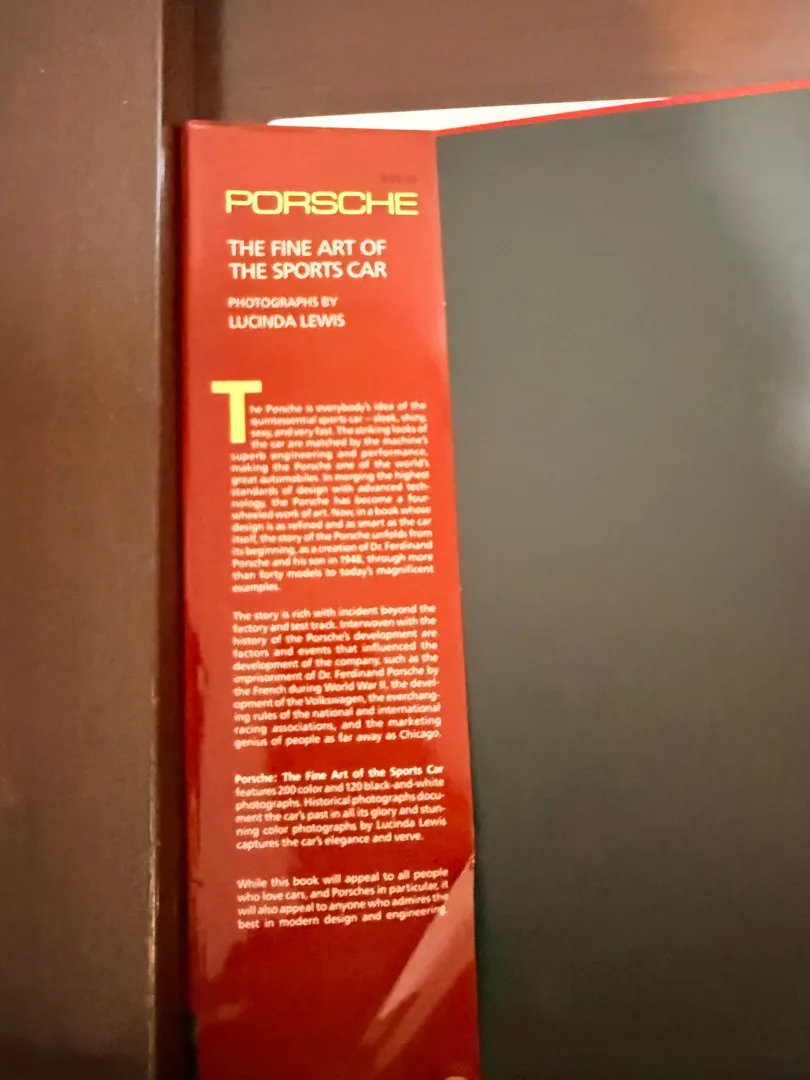 PORSCHE
THE FINE ART OF
THE SPORTS CAR
PHOTOGRAPHS BY
LUCINDA LEWIS
The Porsche is everybody's idea of the
quintessential sports car – sleek, shiny,
sexy, and very fast. The striking looks of
the car are matched by the machine's
superb engineering and performance,
making the Porsche one of the world's
great automobiles. In merging the highest
standards of design with advanced tech-
nology, the Porsche has become a four-
wheeled work of art. Now, in a book whose
design is as refined and as smart as the car
itself, the story of the Porsche unfolds from
its beginning, as a creation of Dr. Ferdinand
Porsche and his son in 1948, through more
than forty models to today's magnificent
examples.
The story is rich with incident beyond the
factory and test track. Interwoven with the
history of the Porsche's development are
factors and events that influenced the
development of the company, such as the
imprisonment of Dr. Ferdinand Porsche by
the French during World War II, the devel-
opment of the Volkswagen, the everchang-
ing rules of the national and international
racing associations, and the marketing
genius of people as far away as Chicago.
Porsche: The Fine Art of the Sports Car
features 200 color and 120 black-and-white
photographs. Historical photographs docu-
ment the car's past in all its glory and stun-
ning color photographs by Lucinda Lewis
captures the car's elegance and verve.
While this book will appeal to all people
who love cars, and Porsches in particular, it
will also appeal to anyone who admires the
best in modern design and engineering.